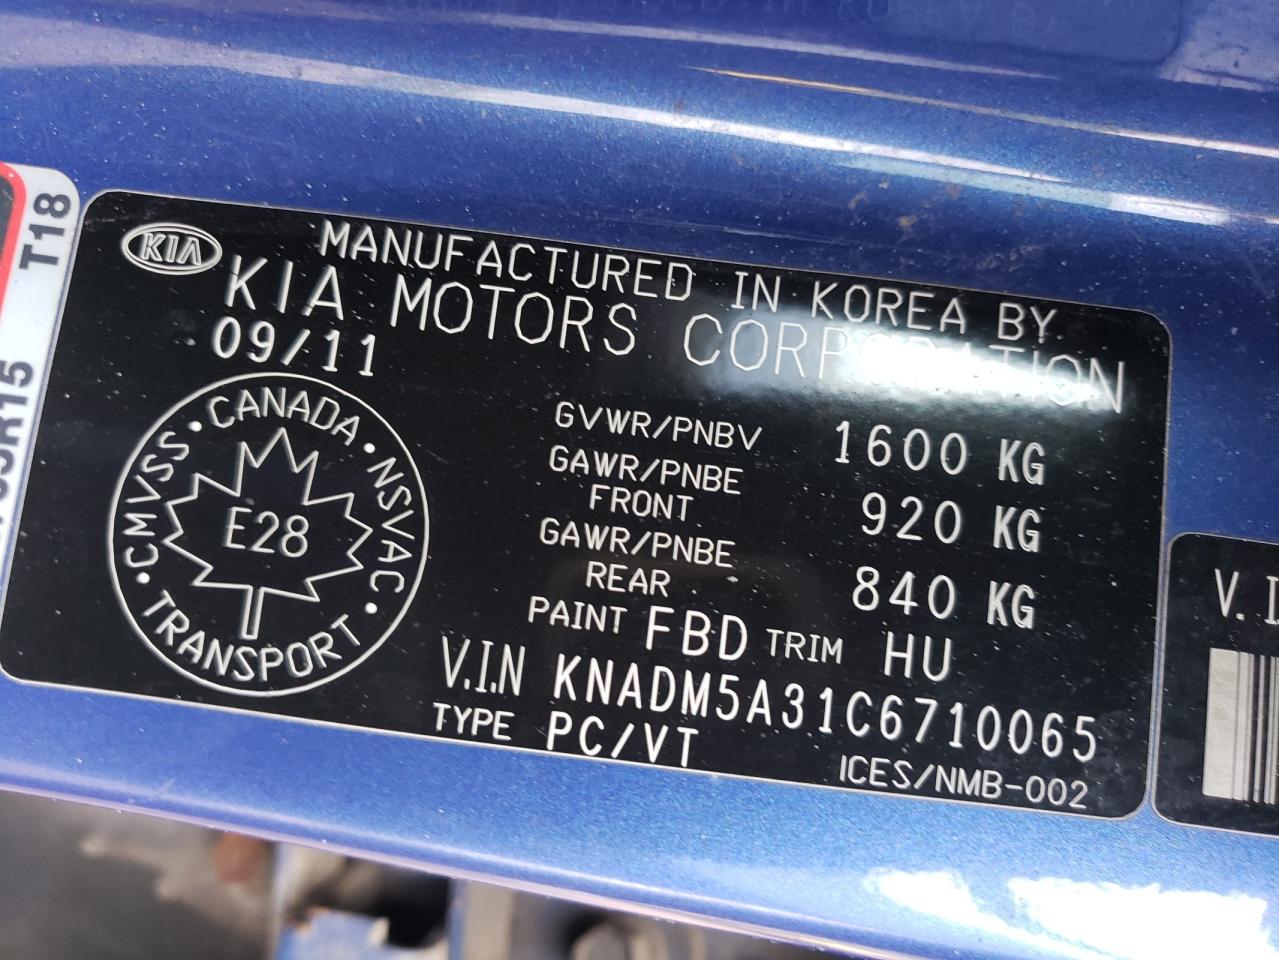 T18
R15
KIA
MANUFACTURED IN KOREA BY
KIA MOTORS CORPORATION
09/11
CMVSS • CANADA • NSVAC • TRANSPORT •
E28
GVWR/PNBV 1600 KG
GAWR/PNBE
FRONT 920 KG
GAWR/PNBE
REAR 840 KG
PAINT FBD TRIM HU
V.I.N KNADM5A31C6710065
TYPE PC/VT
ICES/NMB-002
V.I